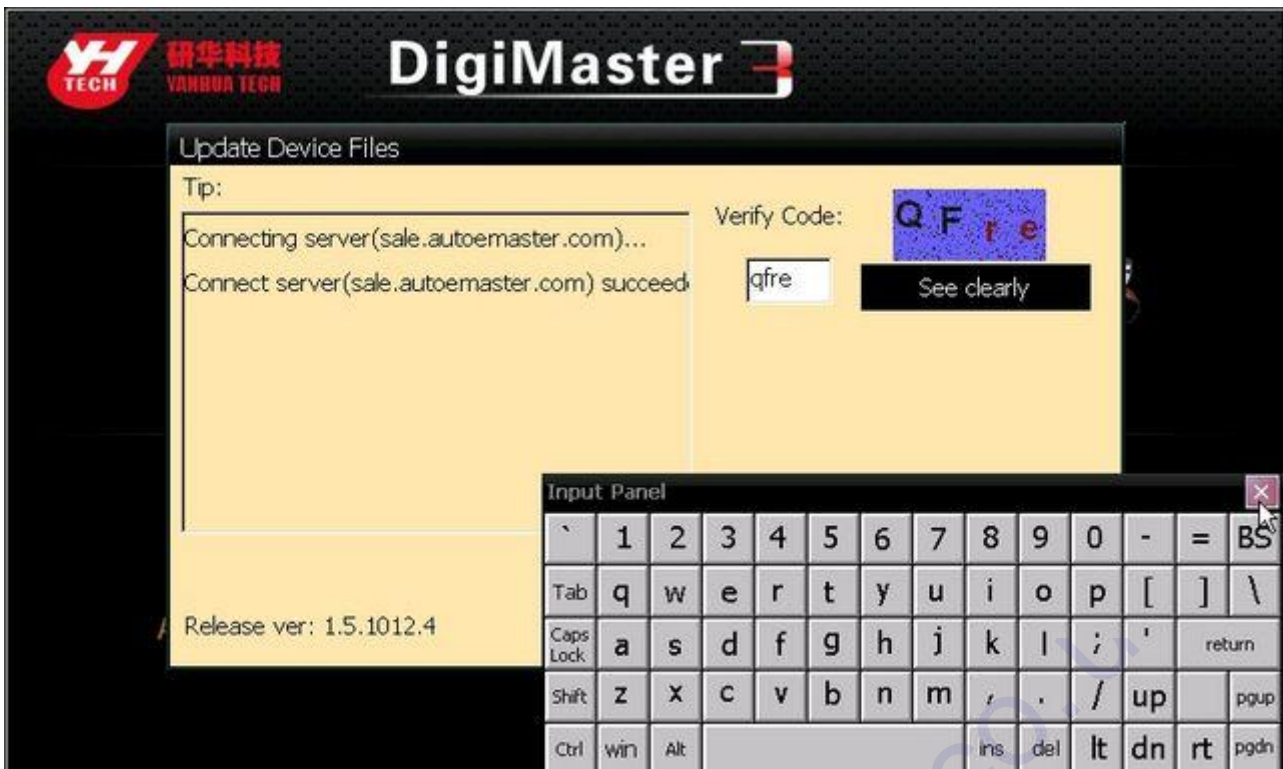 YH
TECH
研华科技
YANHUA TECH
DigiMaster 3
Update Device Files
Tip:
Connecting server(sale.autoemaster.com)...
Connect server(sale.autoemaster.com) succeed
Verify Code:
Q F r e
qfre
See clearly
Release ver: 1.5.1012.4
Input Panel
` 1 2 3 4 5 6 7 8 9 0 - = BS
Tab q w e r t y u i o p [ ] \
Caps Lock a s d f g h j k l ; ' return
Shift z x c v b n m , . / up pgup
Ctrl win Alt ins del lt dn rt pgdn